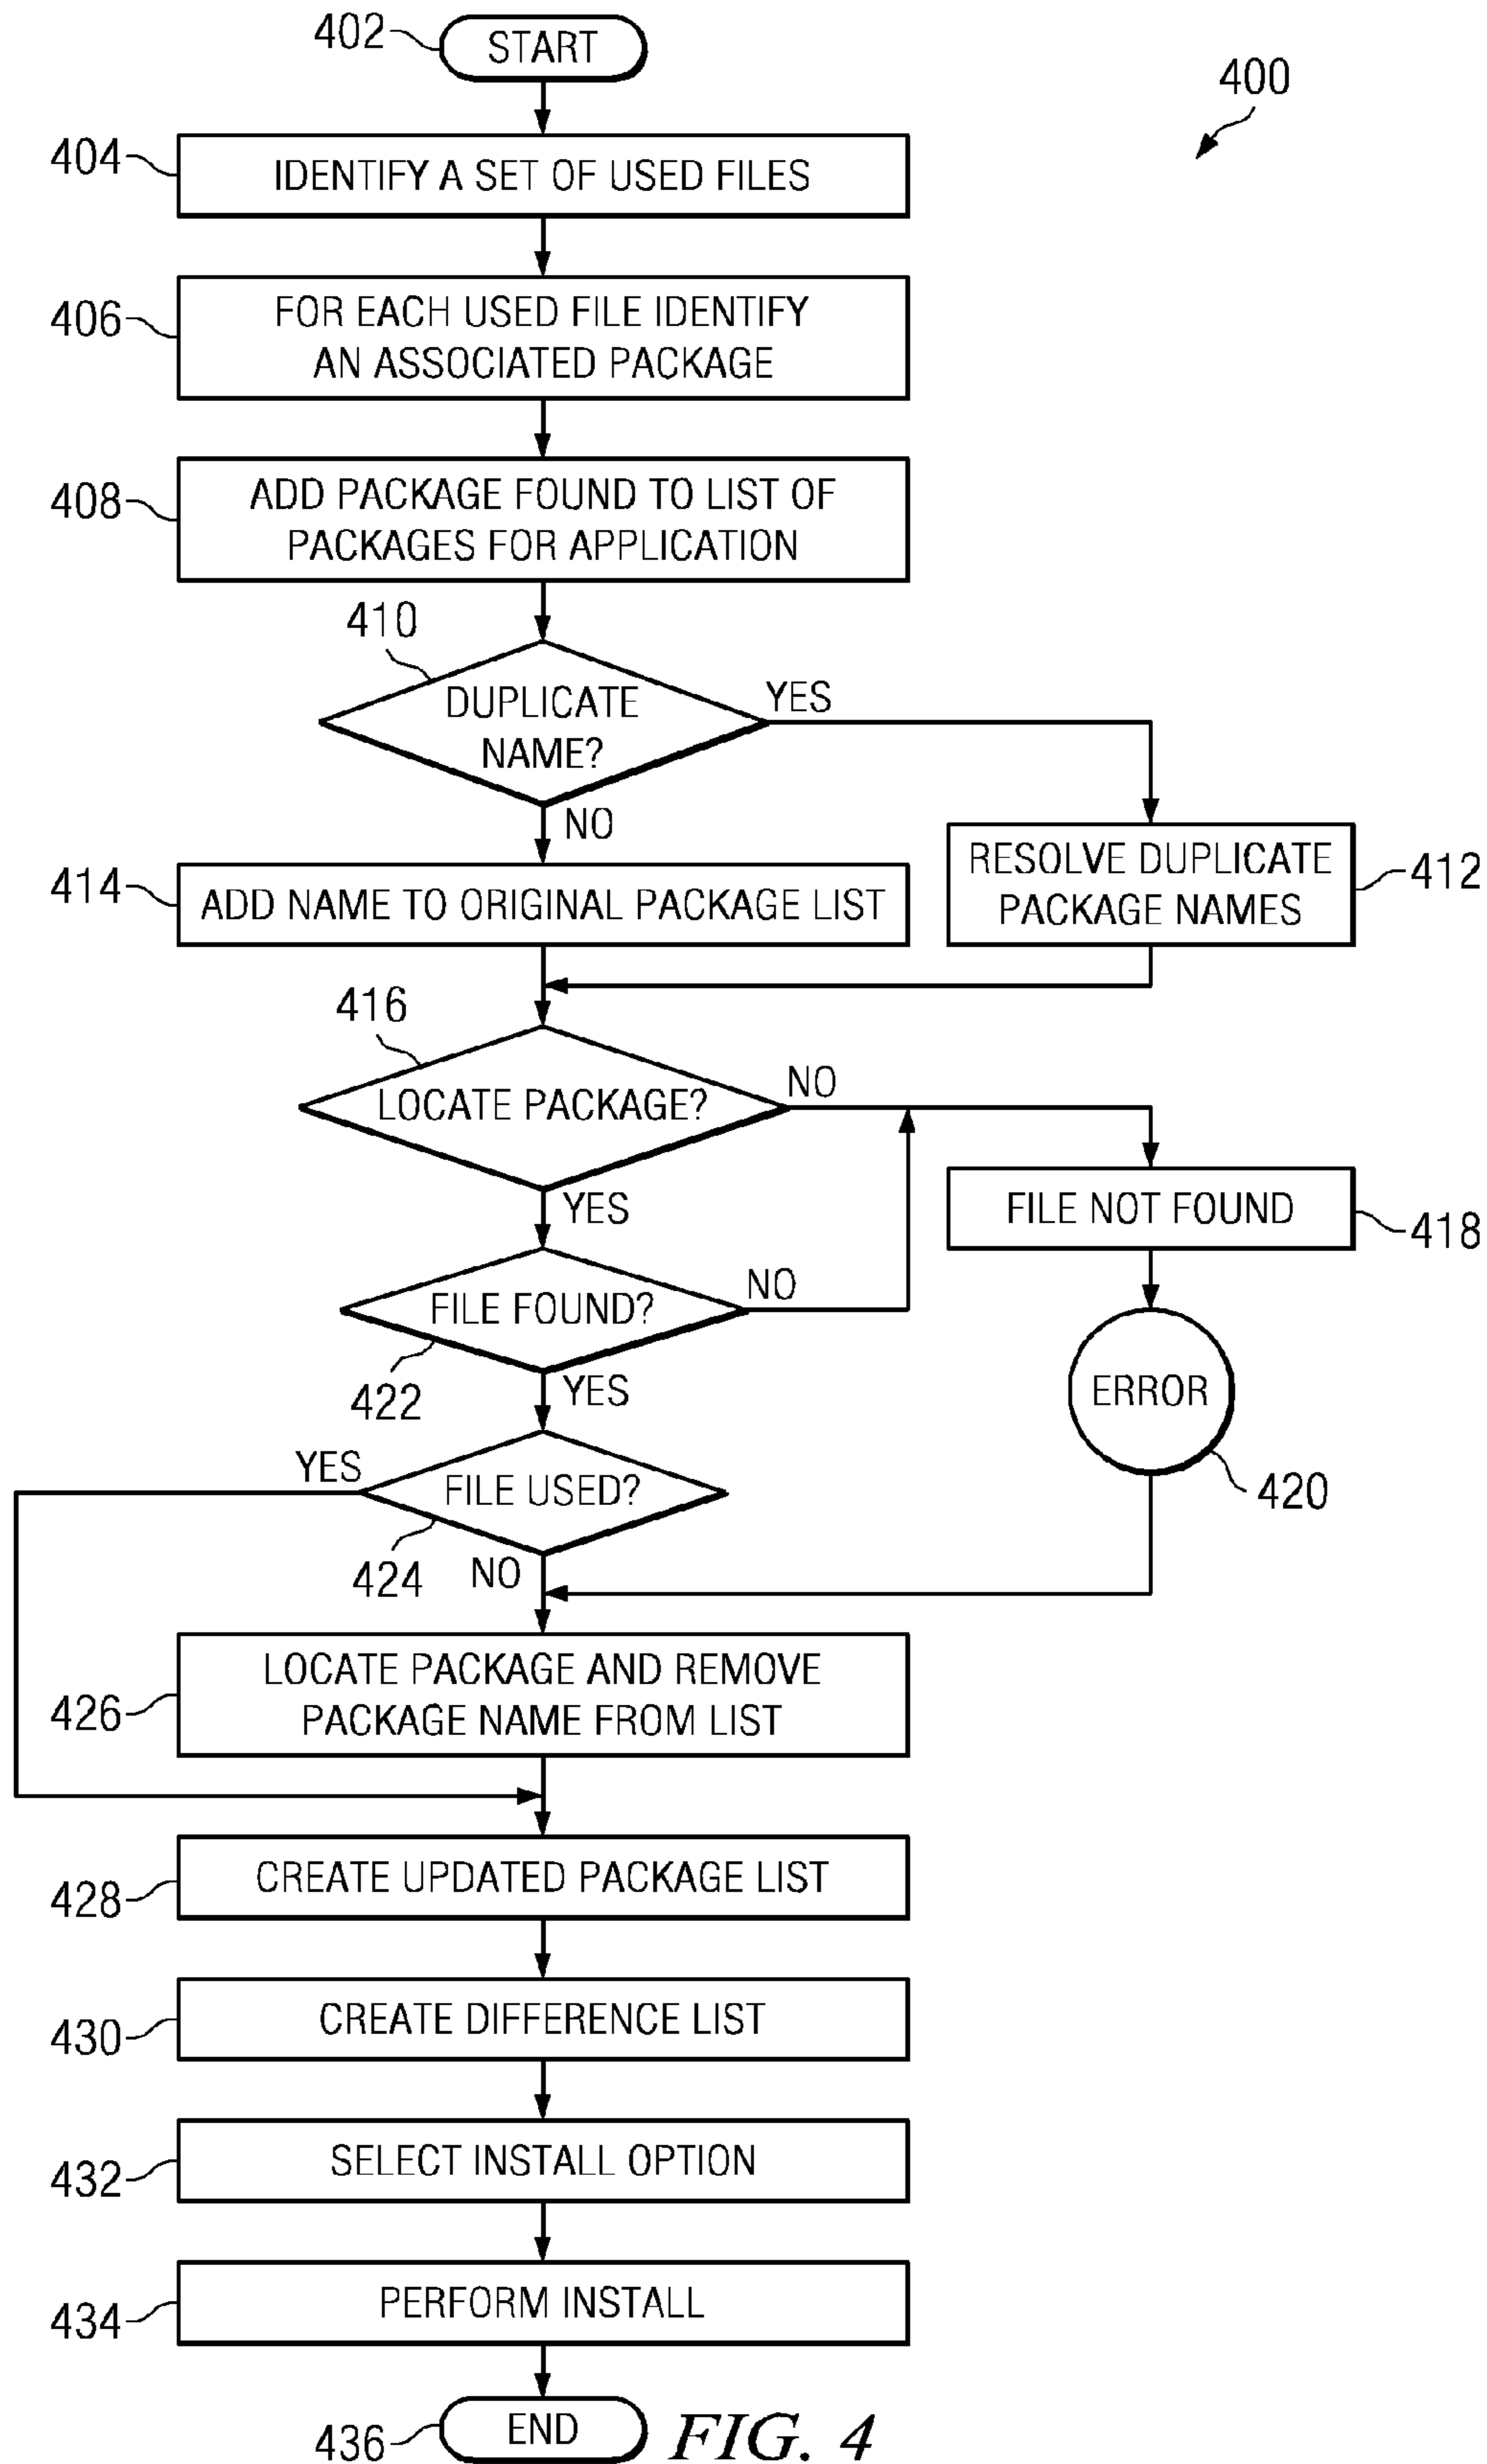 402
START
400
404
IDENTIFY A SET OF USED FILES
406
FOR EACH USED FILE IDENTIFY
AN ASSOCIATED PACKAGE
408
ADD PACKAGE FOUND TO LIST OF
PACKAGES FOR APPLICATION
410
DUPLICATE
NAME?
YES
NO
414
ADD NAME TO ORIGINAL PACKAGE LIST
RESOLVE DUPLICATE
PACKAGE NAMES
412
416
LOCATE PACKAGE?
NO
YES
FILE NOT FOUND
418
FILE FOUND?
NO
422
YES
ERROR
420
YES
FILE USED?
424
NO
426
LOCATE PACKAGE AND REMOVE
PACKAGE NAME FROM LIST
428
CREATE UPDATED PACKAGE LIST
430
CREATE DIFFERENCE LIST
432
SELECT INSTALL OPTION
434
PERFORM INSTALL
436
END
FIG. 4